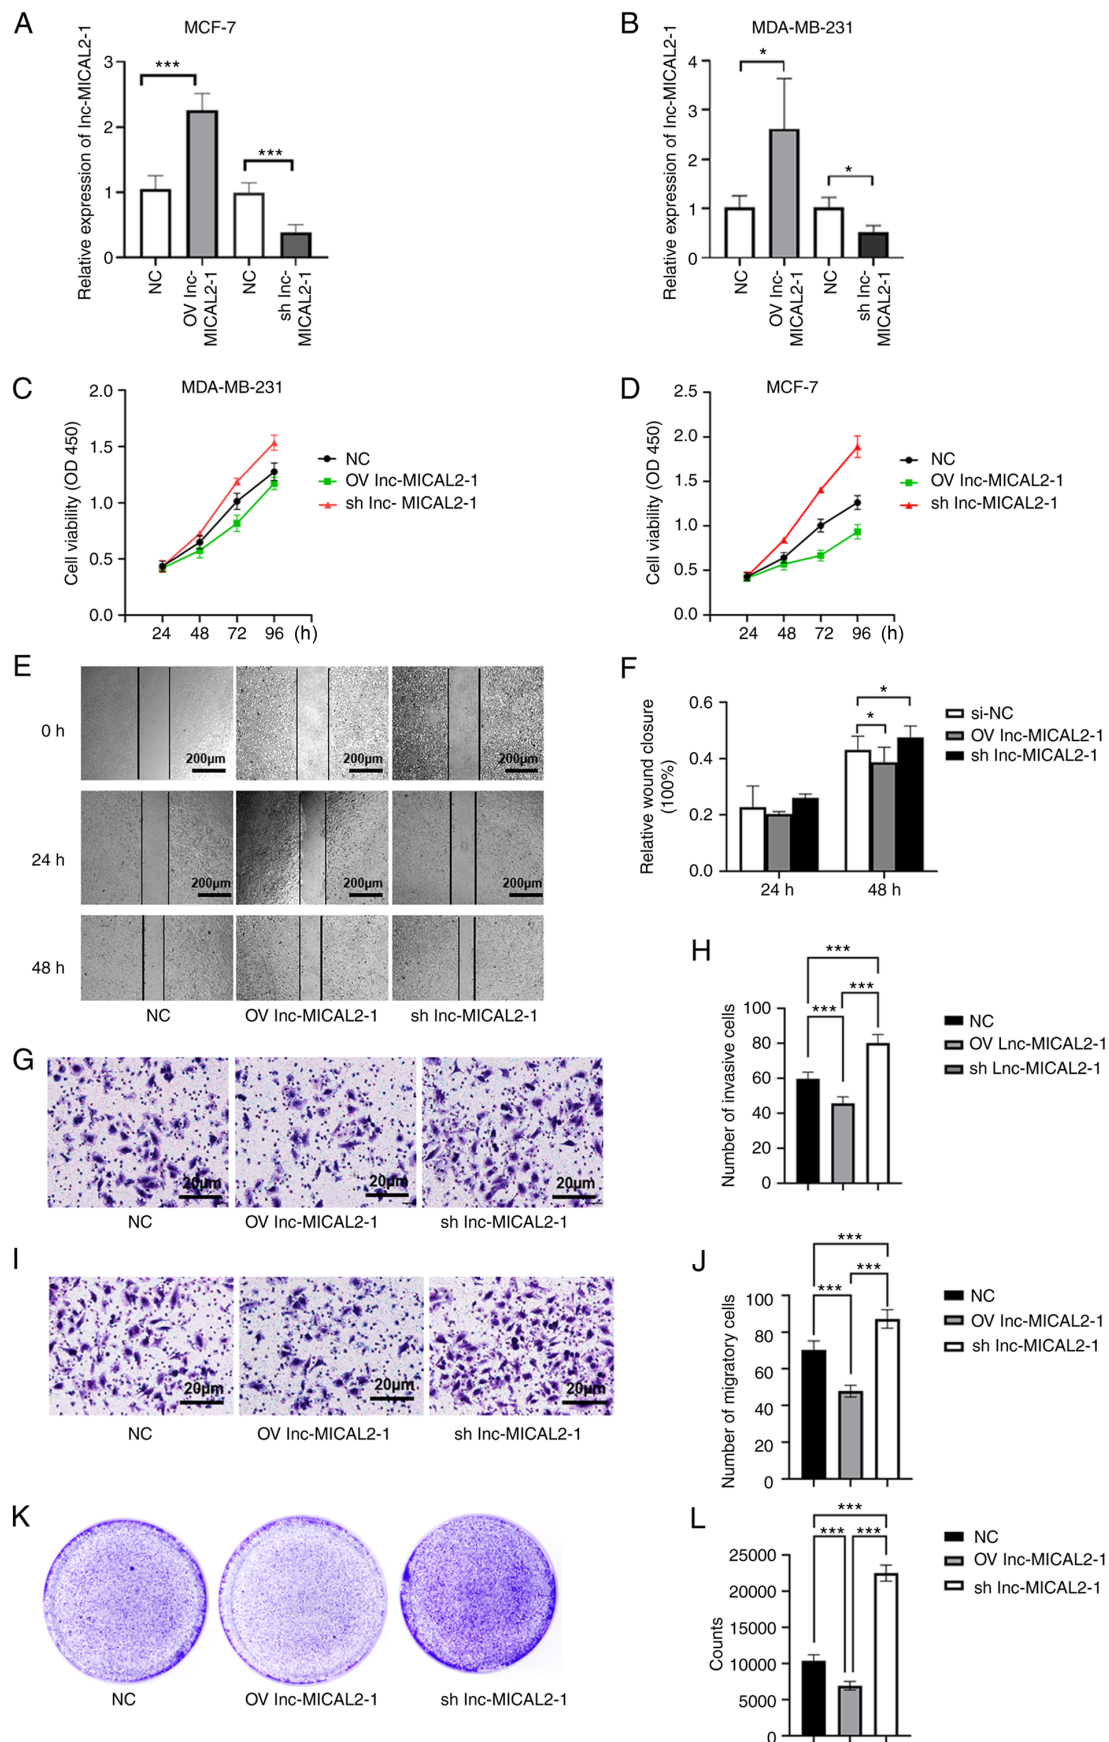 A
MCF-7
Relative expression of lnc-MICAL2-1
3
2
1
0
***
***
NC
OV lnc-
MICAL2-1
NC
sh lnc-
MICAL2-1
B
MDA-MB-231
Relative expression of lnc-MICAL2-1
4
3
2
1
0
*
*
NC
OV lnc-
MICAL2-1
NC
sh lnc-
MICAL2-1
C
MDA-MB-231
Cell viability (OD 450)
2.0
1.5
1.0
0.5
0.0
24 48 72 96 (h)
NC
OV lnc-MICAL2-1
sh lnc- MICAL2-1
D
MCF-7
Cell viability (OD 450)
2.5
2.0
1.5
1.0
0.5
0.0
24 48 72 96 (h)
NC
OV lnc-MICAL2-1
sh lnc-MICAL2-1
E
0 h
200µm 200µm 200µm
24 h
200µm 200µm 200µm
48 h
NC OV lnc-MICAL2-1 sh lnc-MICAL2-1
F
Relative wound closure
(100%)
0.6
0.4
0.2
0.0
*
*
24 h 48 h
si-NC
OV lnc-MICAL2-1
sh lnc-MICAL2-1
G
20µm 20µm 20µm
NC OV lnc-MICAL2-1 sh lnc-MICAL2-1
H
Number of invasive cells
100
80
60
40
20
0
***
***
***
NC
OV Lnc-MICAL2-1
sh Lnc-MICAL2-1
I
20µm 20µm 20µm
NC OV lnc-MICAL2-1 sh lnc-MICAL2-1
J
Number of migratory cells
100
80
60
40
20
0
***
***
***
NC
OV lnc-MICAL2-1
sh lnc-MICAL2-1
K
NC OV lnc-MICAL2-1 sh lnc-MICAL2-1
L
Counts
25000
20000
15000
10000
5000
0
***
*** ***
NC
OV lnc-MICAL2-1
sh lnc-MICAL2-1